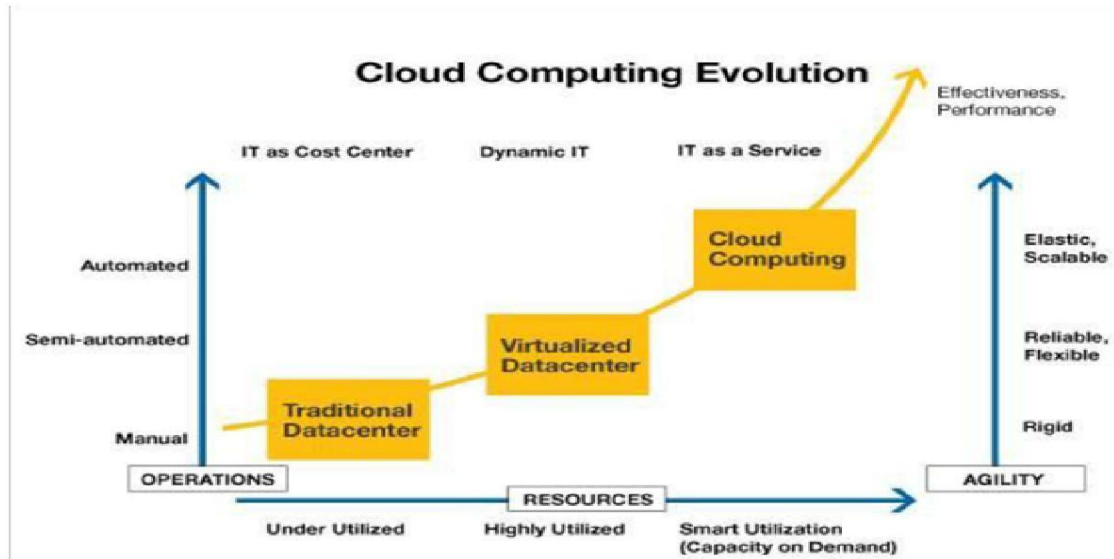 Cloud Computing Evolution
Effectiveness,
Performance
IT as Cost Center
Dynamic IT
IT as a Service
Automated
Semi-automated
Manual
OPERATIONS
Cloud
Computing
Virtualized
Datacenter
Traditional
Datacenter
Elastic,
Scalable
Reliable,
Flexible
Rigid
AGILITY
RESOURCES
Under Utilized
Highly Utilized
Smart Utilization
(Capacity on Demand)